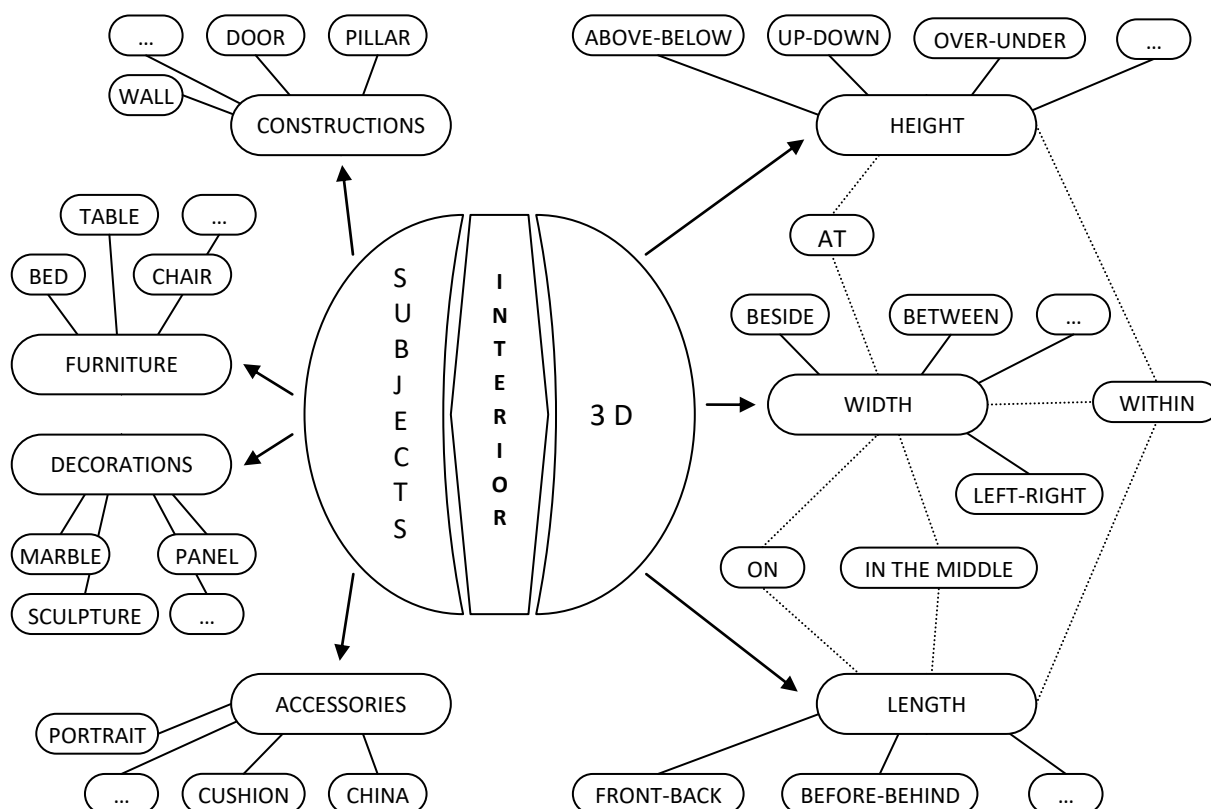 ...
DOOR
PILLAR
WALL
CONSTRUCTIONS
TABLE
...
BED
CHAIR
FURNITURE
DECORATIONS
MARBLE
PANEL
SCULPTURE
...
ACCESSORIES
PORTRAIT
...
CUSHION
CHINA
SUBJECTS
INTERIOR
3 D
ABOVE-BELOW
UP-DOWN
OVER-UNDER
...
HEIGHT
AT
BESIDE
BETWEEN
...
WIDTH
WITHIN
LEFT-RIGHT
ON
IN THE MIDDLE
LENGTH
FRONT-BACK
BEFORE-BEHIND
...